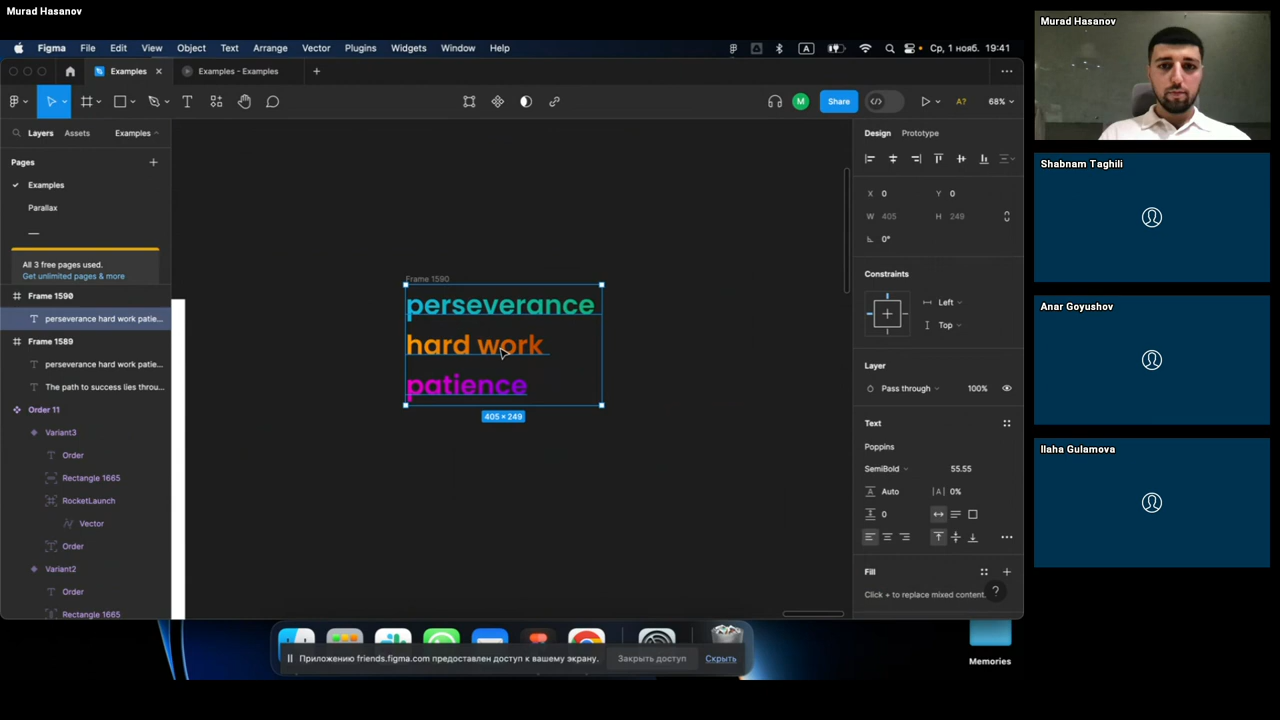 Murad Hasanov
Figma File Edit View Object Text Arrange Vector Plugins Widgets Window Help
A
Ср, 1 нояб. 19:41
Examples
Examples - Examples
M
Share
A?
68%
Layers Assets Examples
Pages
Examples
Parallax
—
All 3 free pages used.
Get unlimited pages & more
Frame 1590
perseverance hard work patie...
Frame 1589
perseverance hard work patie...
The path to success lies throu...
Order 11
Variant3
Order
Rectangle 1665
RocketLaunch
Vector
Order
Variant2
Order
Rectangle 1665
Frame 1590
perseverance
hard work
patience
405 × 249
Design Prototype
X 0 Y 0
W 405 H 249
0°
Constraints
Left
Top
Layer
Pass through 100%
Text
Poppins
SemiBold 55.55
Auto |A| 0%
0
Fill
Click + to replace mixed content.
?
Приложению friends.figma.com предоставлен доступ к вашему экрану. Закрыть доступ Скрыть
Memories
Murad Hasanov
Shabnam Taghili
Anar Goyushov
Ilaha Gulamova